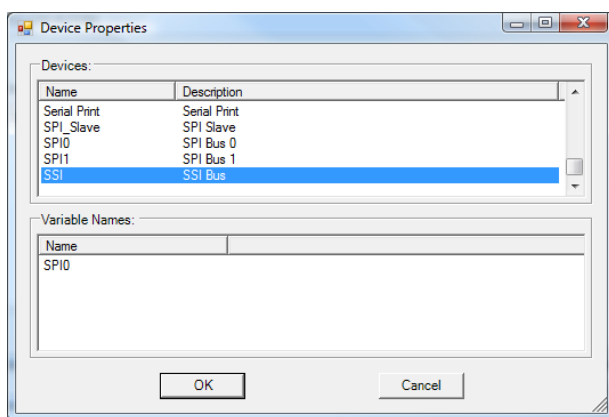 Device Properties
Devices:
Name Description
Serial Print Serial Print
SPI_Slave SPI Slave
SPI0 SPI Bus 0
SPI1 SPI Bus 1
SSI SSI Bus
Variable Names:
Name
SPI0
OK Cancel